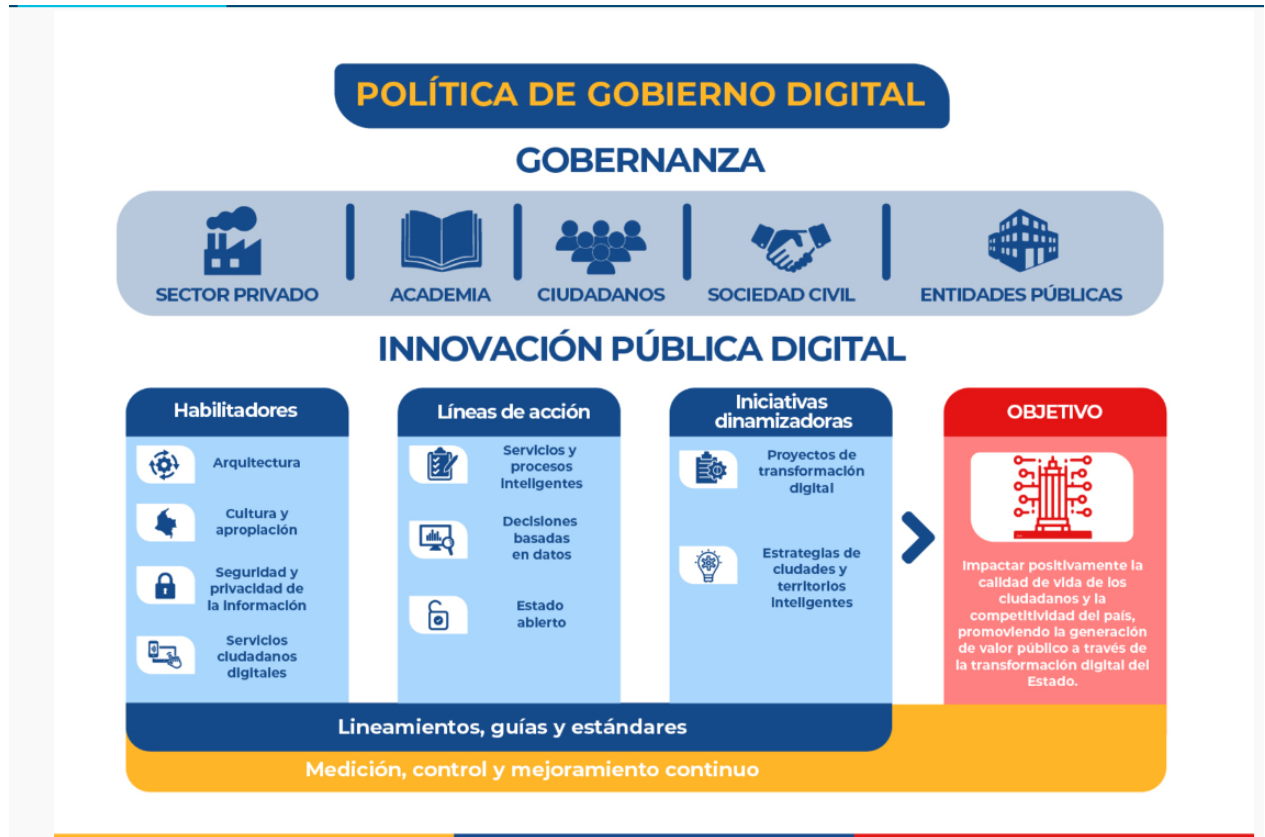 POLÍTICA DE GOBIERNO DIGITAL
GOBERNANZA
SECTOR PRIVADO
ACADEMIA
CIUDADANOS
SOCIEDAD CIVIL
ENTIDADES PÚBLICAS
INNOVACIÓN PÚBLICA DIGITAL
Habilitadores
Arquitectura
Cultura y
apropiación
Seguridad y
privacidad de
la información
Servicios
ciudadanos
digitales
Líneas de acción
Servicios y
procesos
inteligentes
Decisiones
basadas
en datos
Estado
abierto
Iniciativas
dinamizadoras
Proyectos de
transformación
digital
Estrategias de
ciudades y
territorios
inteligentes
OBJETIVO
Impactar positivamente la
calidad de vida de los
ciudadanos y la
competitividad del país,
promoviendo la generación
de valor público a través de
la transformación digital del
Estado.
Lineamientos, guías y estándares
Medición, control y mejoramiento continuo